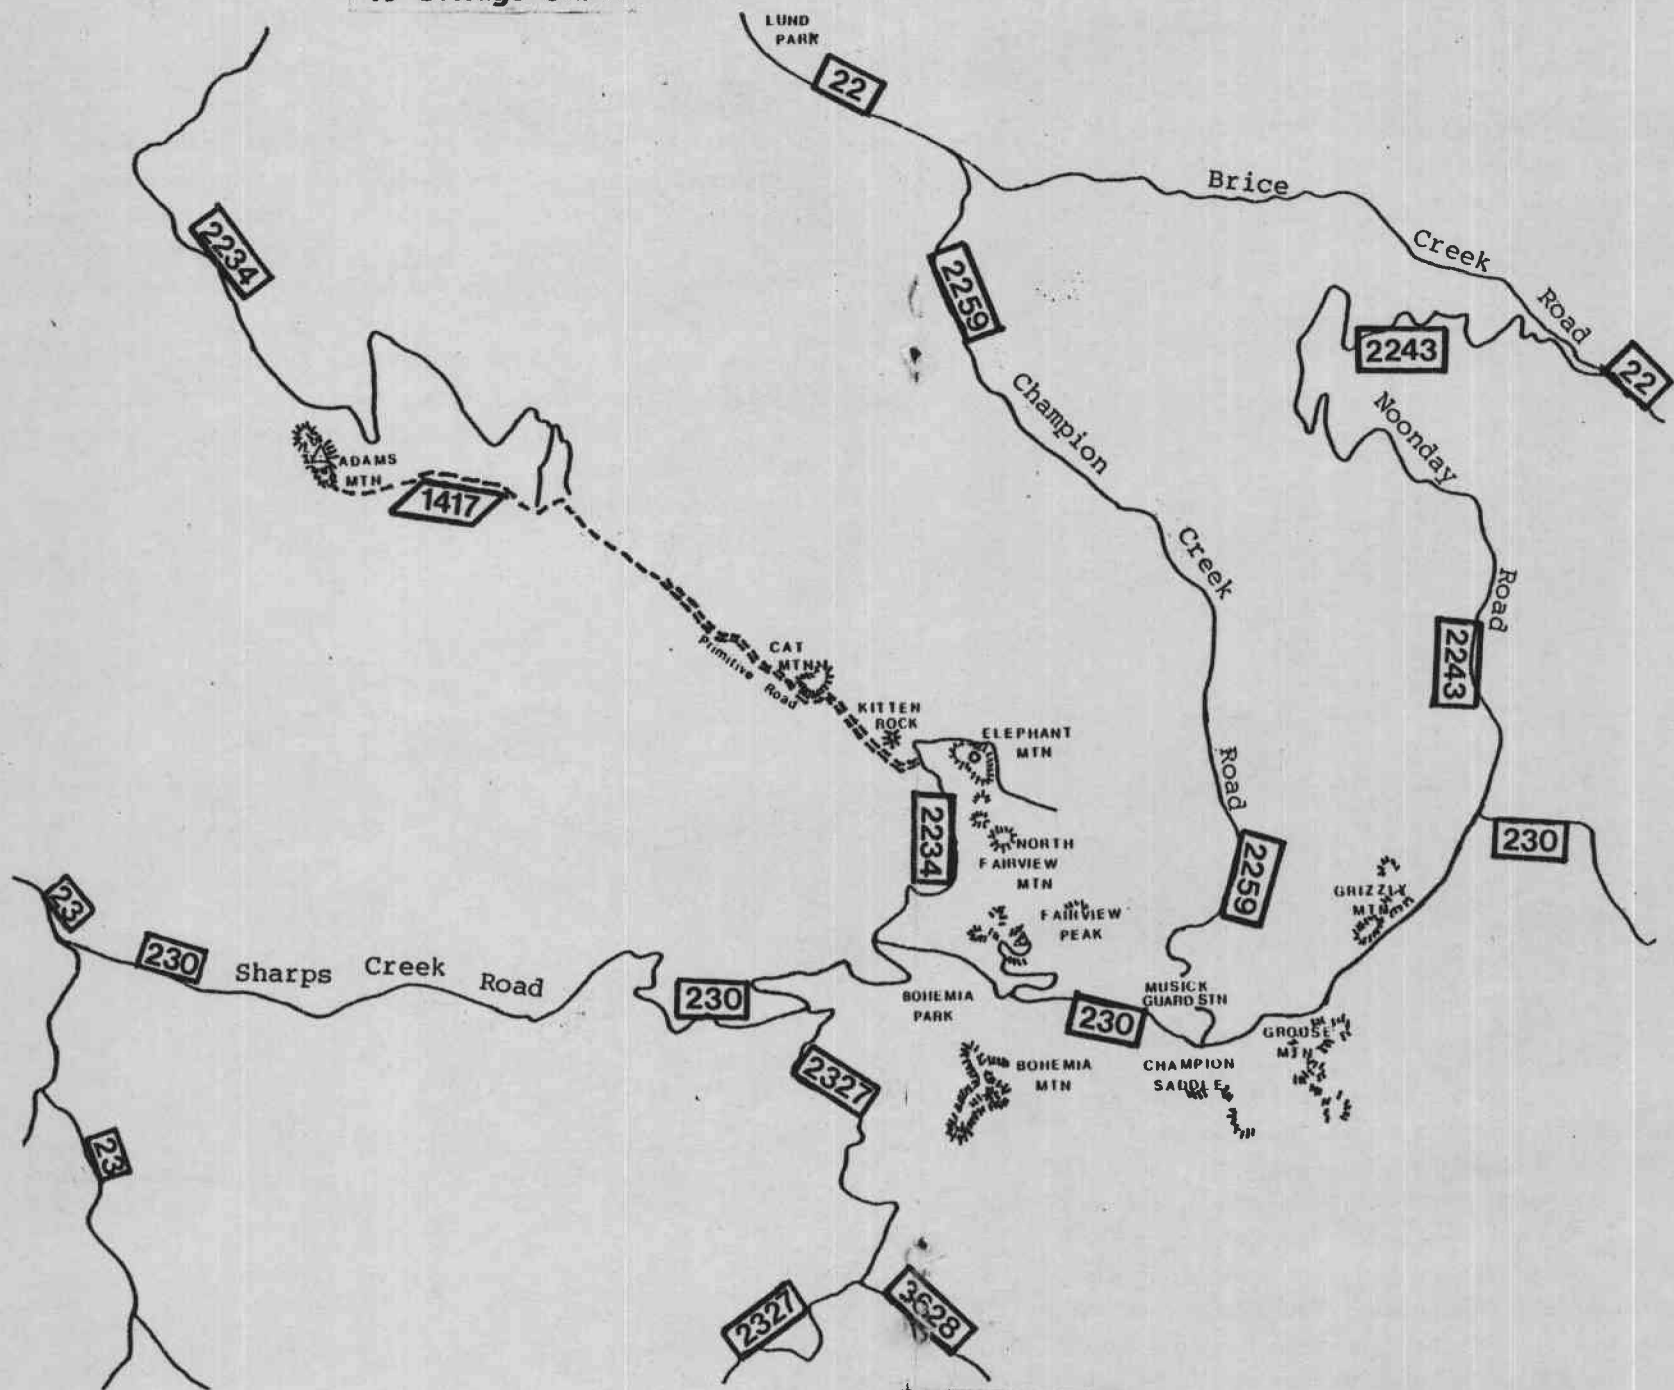 LUND
PARK
22
Brice
Creek
Road
22
2234
2259
2243
Champion
Creek
Road
Noonday
Road
2243
ADAMS
MTN
1417
Primitive Road
CAT
MTN
KITTEN
ROCK
ELEPHANT
MTN
2234
NORTH
FAIRVIEW
MTN
2259
230
GRIZZLY
MTN
FAIRVIEW
PEAK
23
230
Sharps Creek Road
230
BOHEMIA
PARK
230
MUSICK
GUARD STN
GROUSE
MTN
BOHEMIA
MTN
CHAMPION
SADDLE
2327
23
2327
3628